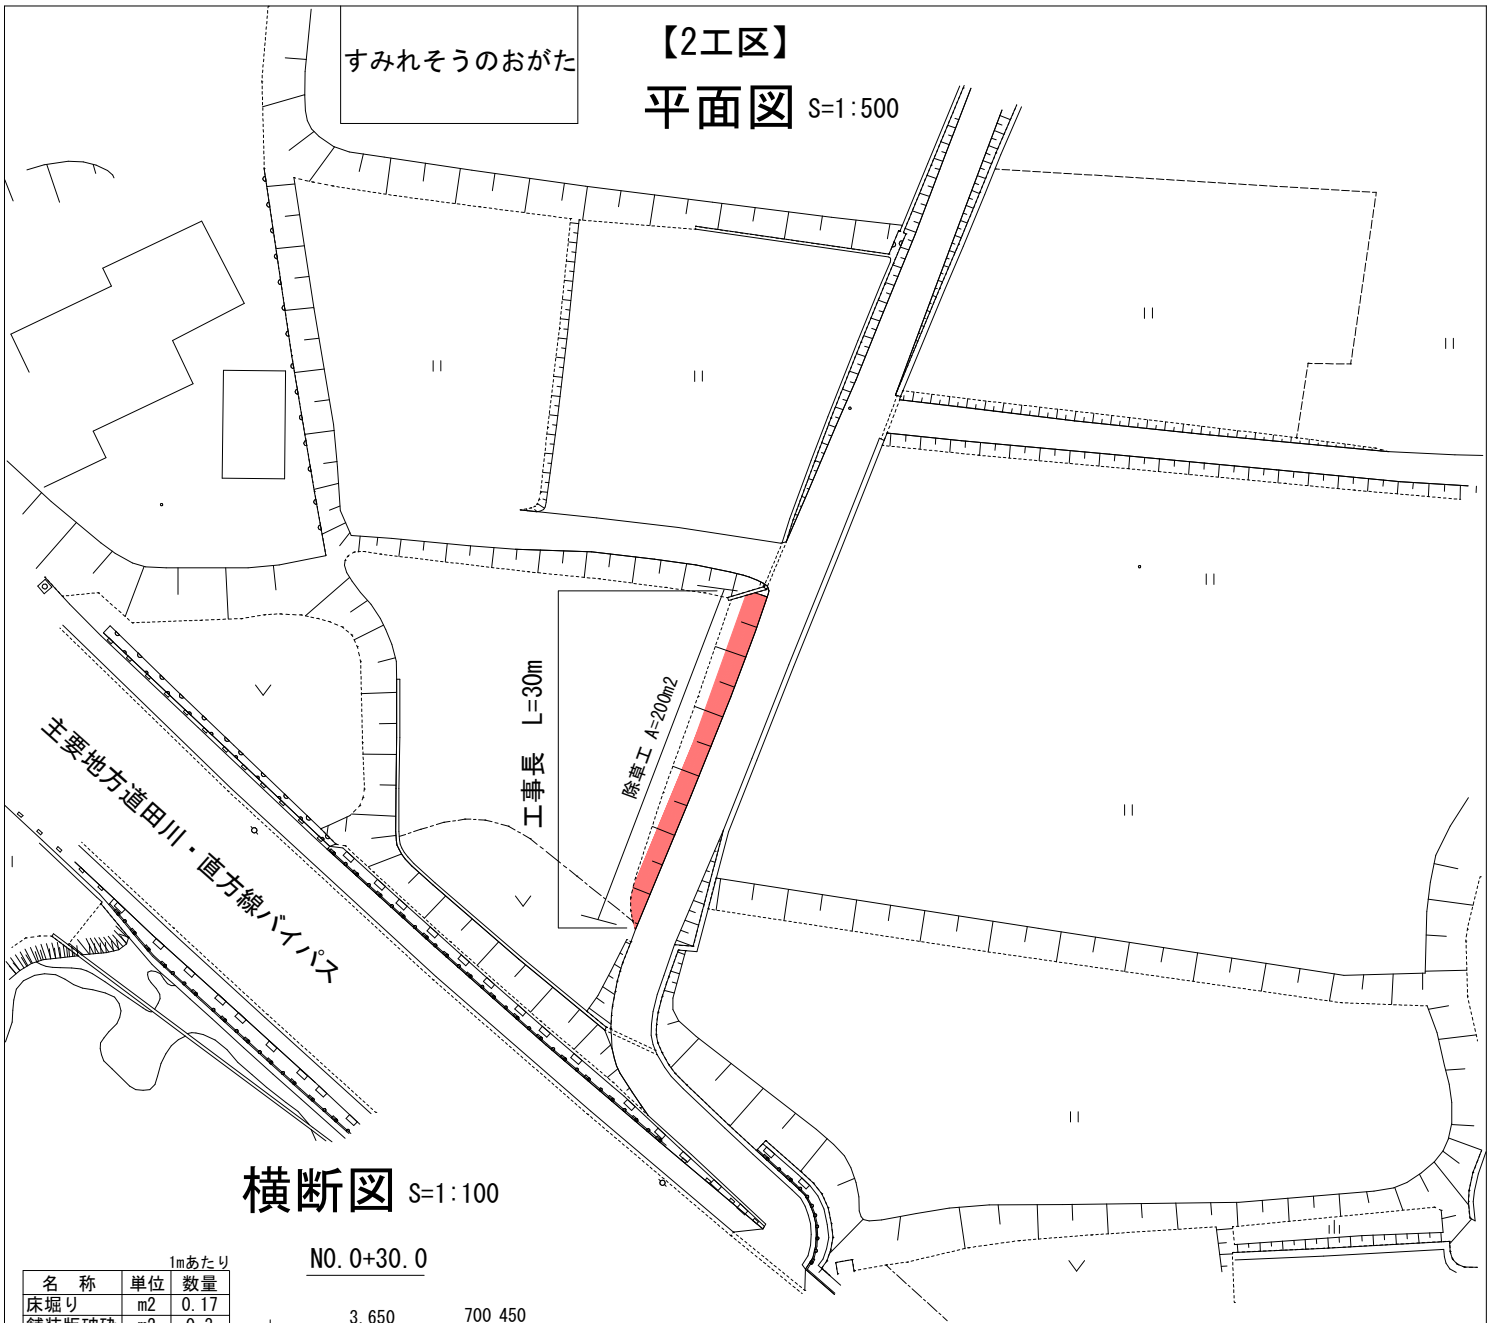 【2工区】
すみれそうのおがた
平面図 S=1:500
工事長 L=30m
除草工 A=200m2
主要地方道田川・直方線バイパス
横断図 S=1:100
NO.0+30.0
1mあたり
名 称 単位 数量
床堀り m2 0.17
3,650 700 450